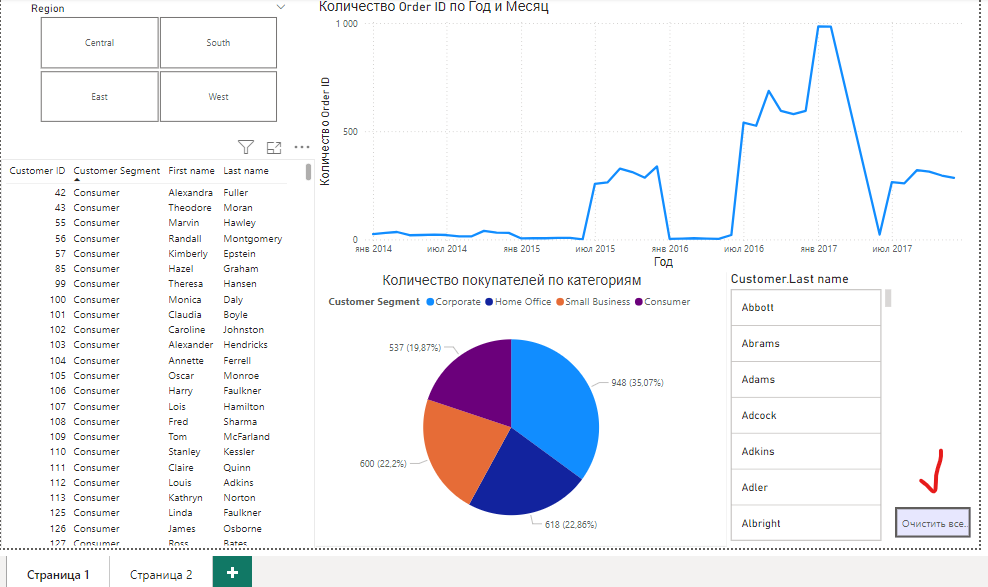 Region
Central
South
East
West
Customer ID Customer Segment First name Last name
42 Consumer Alexandra Fuller
43 Consumer Theodore Moran
55 Consumer Marvin Hawley
56 Consumer Randall Montgomery
57 Consumer Kimberly Epstein
85 Consumer Hazel Graham
99 Consumer Theresa Hansen
100 Consumer Monica Daly
101 Consumer Claudia Boyle
102 Consumer Caroline Johnston
103 Consumer Alexander Hendricks
104 Consumer Annette Ferrell
105 Consumer Oscar Monroe
106 Consumer Harry Faulkner
107 Consumer Lois Hamilton
108 Consumer Fred Sharma
109 Consumer Tom McFarland
110 Consumer Stanley Kessler
111 Consumer Claire Quinn
112 Consumer Louis Adkins
113 Consumer Kathryn Norton
125 Consumer Linda Faulkner
126 Consumer James Osborne
127 Consumer Ross Bates
Количество Order ID по Год и Месяц
Количество Order ID
1 000
500
0
янв 2014 июл 2014 янв 2015 июл 2015 янв 2016 июл 2016 янв 2017 июл 2017
Год
Количество покупателей по категориям
Customer Segment Corporate Home Office Small Business Consumer
537 (19,87%)
948 (35,07%)
600 (22,2%)
618 (22,86%)
Customer.Last name
Abbott
Abrams
Adams
Adcock
Adkins
Adler
Albright
Очистить все...
Страница 1
Страница 2